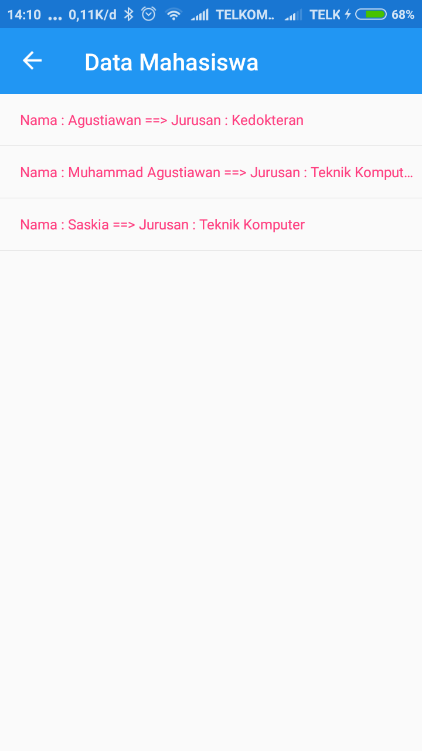 14:10 ... 0,11K/d TELKOM.. TELK 68%
Data Mahasiswa
Nama : Agustiawan ==> Jurusan : Kedokteran
Nama : Muhammad Agustiawan ==> Jurusan : Teknik Komput...
Nama : Saskia ==> Jurusan : Teknik Komputer